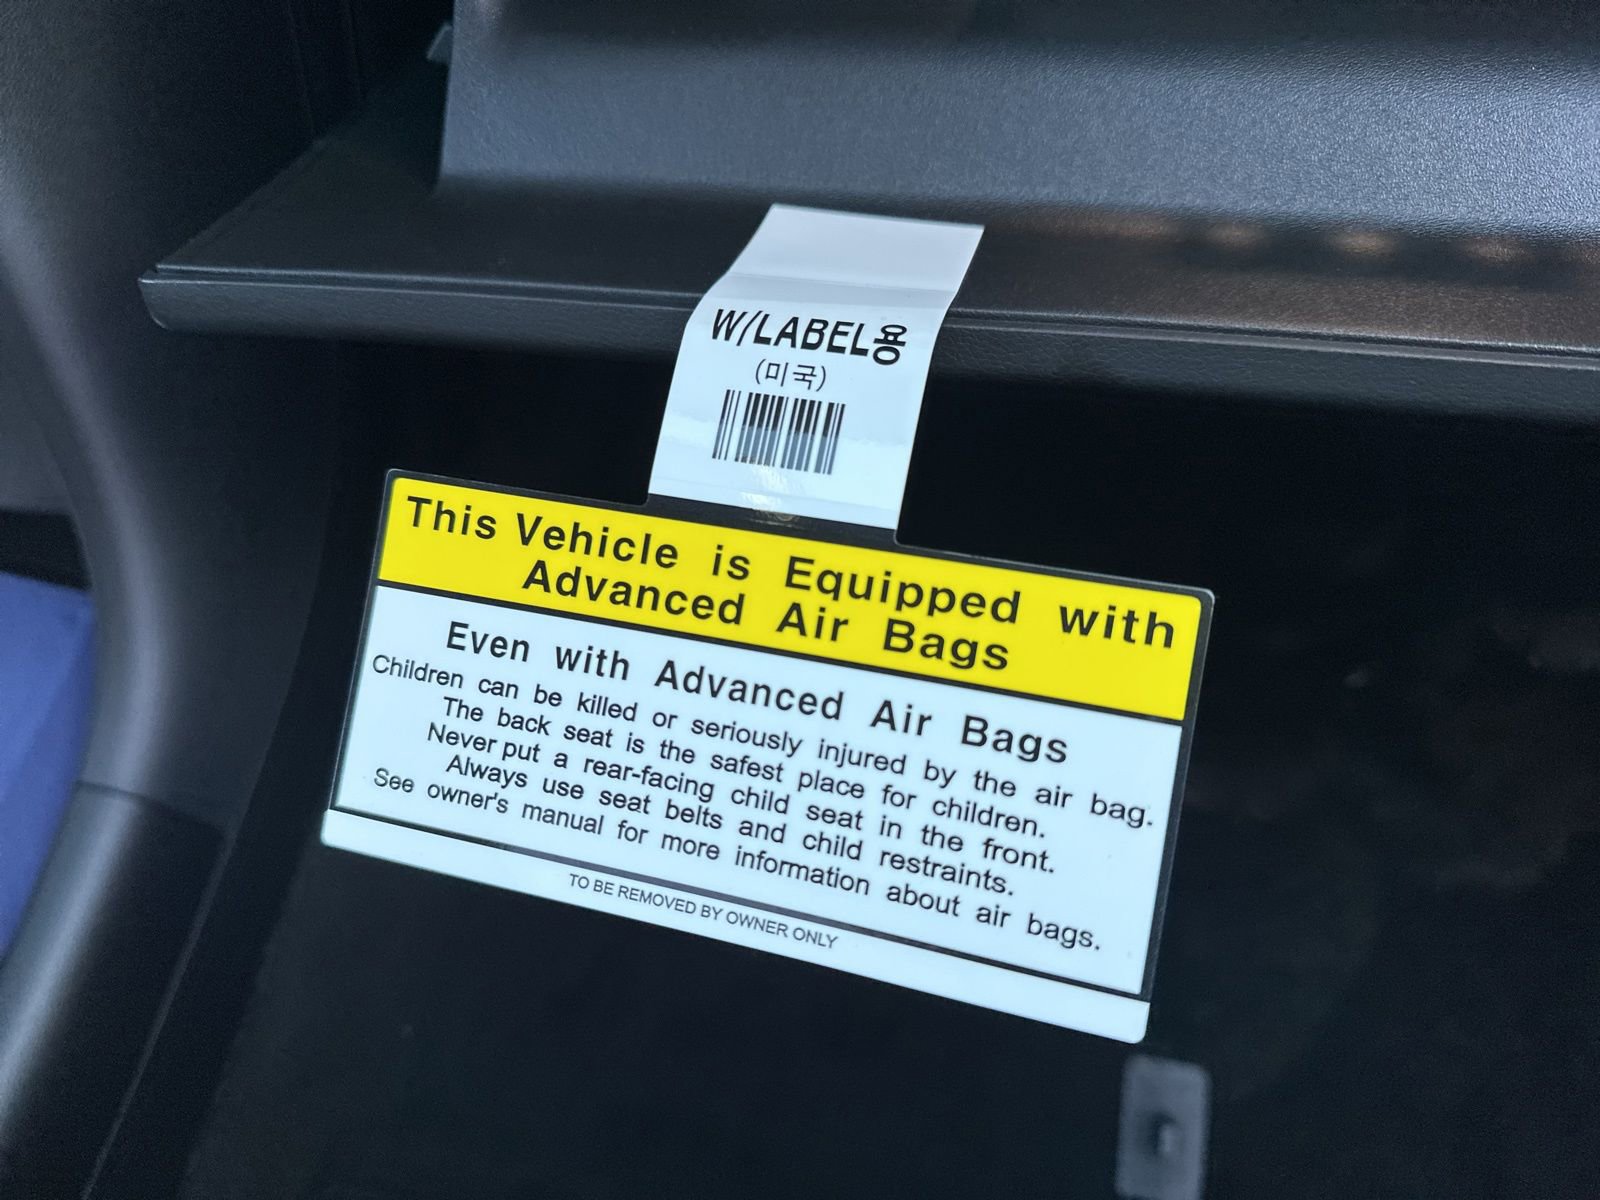 W/LABEL용
(미국)
This Vehicle is Equipped with
Advanced Air Bags
Even with Advanced Air Bags
Children can be killed or seriously injured by the air bag.
The back seat is the safest place for children.
Never put a rear-facing child seat in the front.
Always use seat belts and child restraints.
See owner's manual for more information about air bags.
TO BE REMOVED BY OWNER ONLY